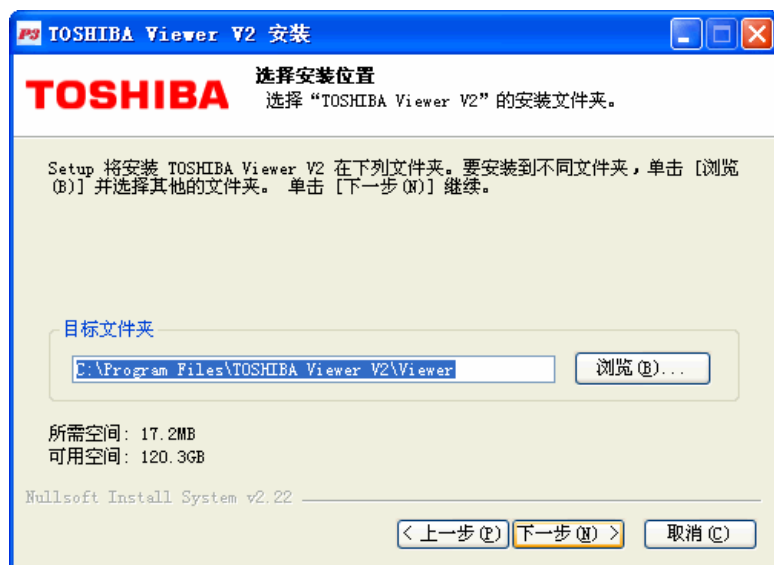 P3 TOSHIBA Viewer V2 安装
TOSHIBA
选择安装位置
选择“TOSHIBA Viewer V2”的安装文件夹。
Setup 将安装 TOSHIBA Viewer V2 在下列文件夹。要安装到不同文件夹，单击 [浏览
(B)] 并选择其他的文件夹。 单击 [下一步(N)] 继续。
目标文件夹
C:\Program Files\TOSHIBA Viewer V2\Viewer
浏览(B)...
所需空间: 17.2MB
可用空间: 120.3GB
Nullsoft Install System v2.22
< 上一步(P) 下一步(N) > 取消(C)